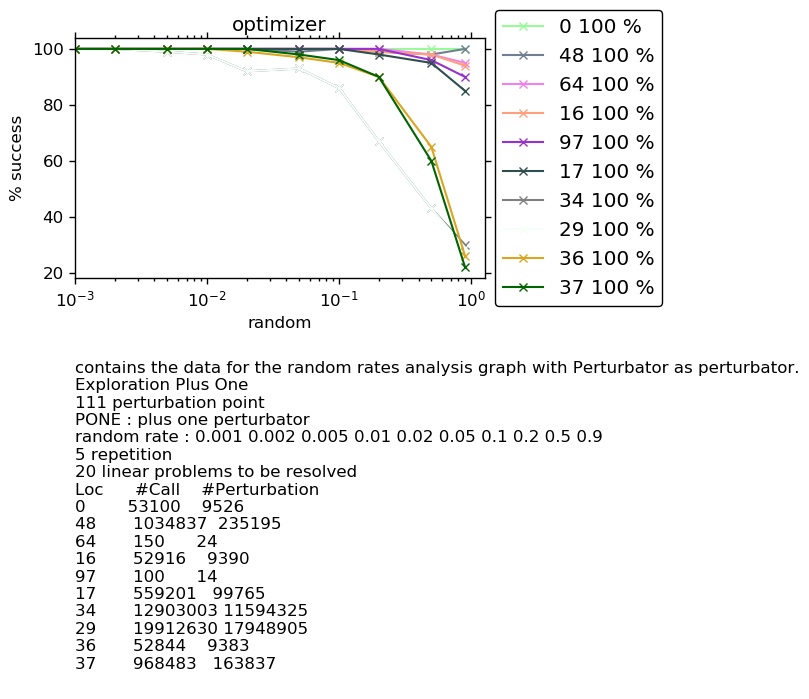 optimizer
100
80
60
40
20
% success
10⁻³ 10⁻² 10⁻¹ 10⁰
random
0 100 %
48 100 %
64 100 %
16 100 %
97 100 %
17 100 %
34 100 %
29 100 %
36 100 %
37 100 %
contains the data for the random rates analysis graph with Perturbator as perturbator.
Exploration Plus One
111 perturbation point
PONE : plus one perturbator
random rate : 0.001 0.002 0.005 0.01 0.02 0.05 0.1 0.2 0.5 0.9
5 repetition
20 linear problems to be resolved
Loc #Call #Perturbation
0 53100 9526
48 1034837 235195
64 150 24
16 52916 9390
97 100 14
17 559201 99765
34 12903003 11594325
29 19912630 17948905
36 52844 9383
37 968483 163837